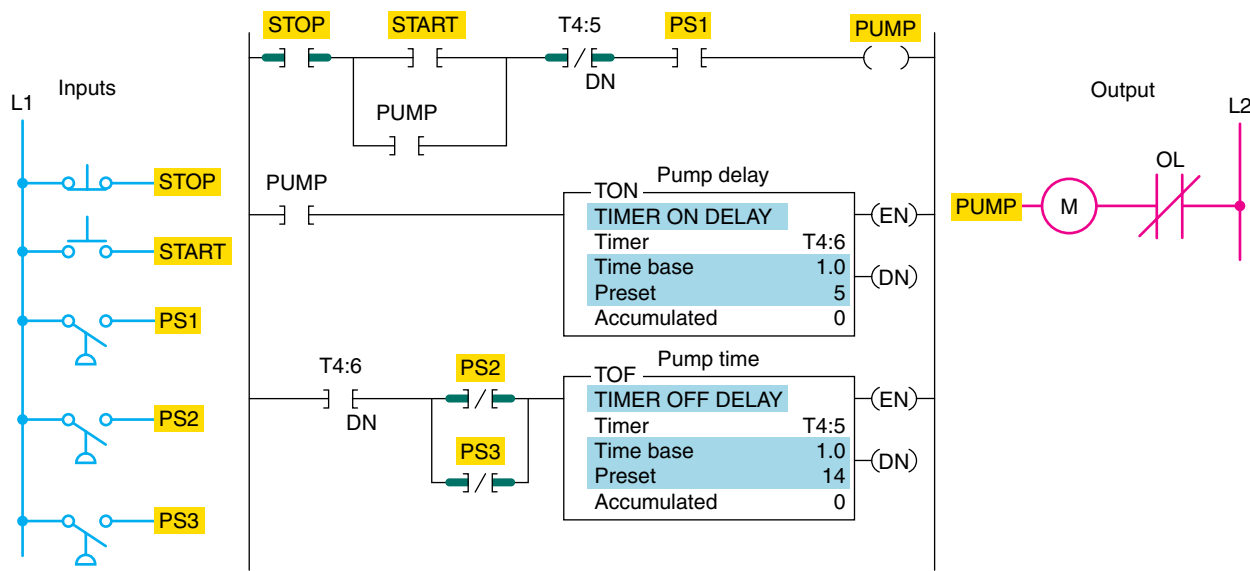 Inputs
L1
STOP
START
PS1
PS2
PS3
STOP
START
T4:5
DN
PS1
PUMP
PUMP
PUMP
Pump delay
TON
TIMER ON DELAY
Timer T4:6
Time base 1.0
Preset 5
Accumulated 0
(EN)
(DN)
T4:6
DN
PS2
PS3
Pump time
TOF
TIMER OFF DELAY
Timer T4:5
Time base 1.0
Preset 14
Accumulated 0
(EN)
(DN)
Output
L2
OL
PUMP
M